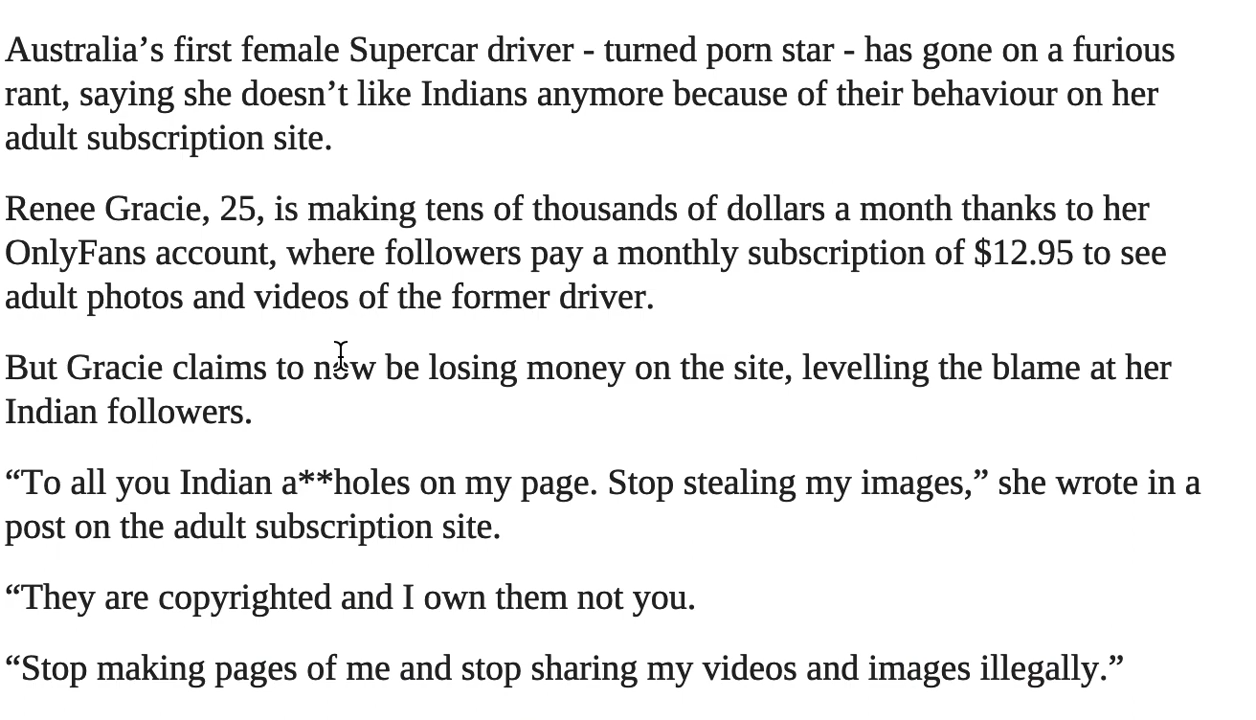 Australia’s first female Supercar driver - turned porn star - has gone on a furious
rant, saying she doesn’t like Indians anymore because of their behaviour on her
adult subscription site.
Renee Gracie, 25, is making tens of thousands of dollars a month thanks to her
OnlyFans account, where followers pay a monthly subscription of $12.95 to see
adult photos and videos of the former driver.
But Gracie claims to now be losing money on the site, levelling the blame at her
Indian followers.
“To all you Indian a**holes on my page. Stop stealing my images,” she wrote in a
post on the adult subscription site.
“They are copyrighted and I own them not you.
“Stop making pages of me and stop sharing my videos and images illegally.”